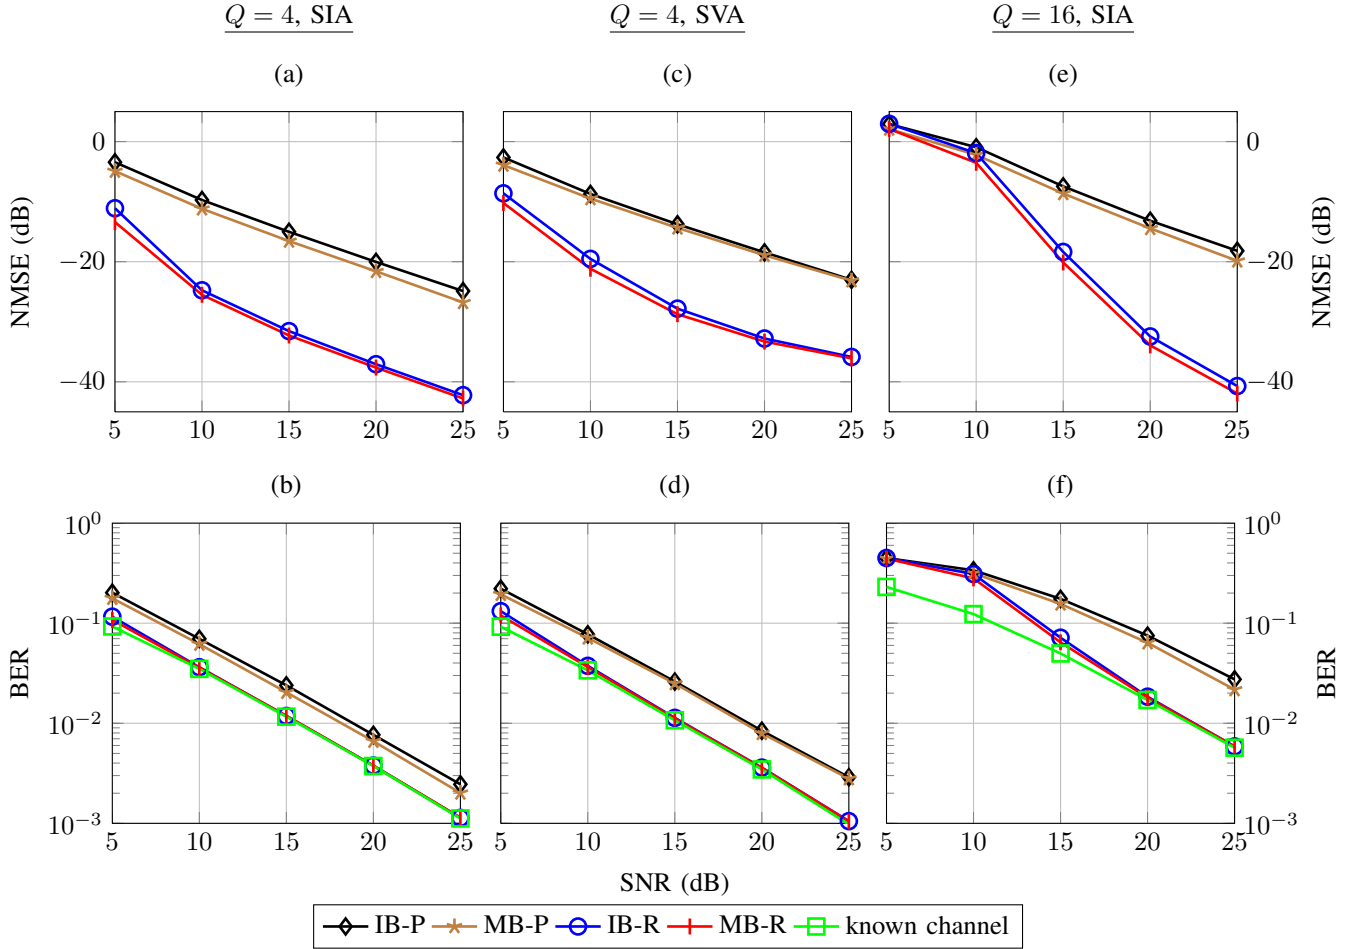 Q = 4, SIA
Q = 4, SVA
Q = 16, SIA
(a)
(c)
(e)
0
−20
−40
NMSE (dB)
5 10 15 20 25
5 10 15 20 25
5 10 15 20 25
0
−20
−40
NMSE (dB)
(b)
(d)
(f)
10^0
10^−1
10^−2
10^−3
BER
5 10 15 20 25
5 10 15 20 25
5 10 15 20 25
10^0
10^−1
10^−2
10^−3
BER
SNR (dB)
IB-P MB-P IB-R MB-R known channel